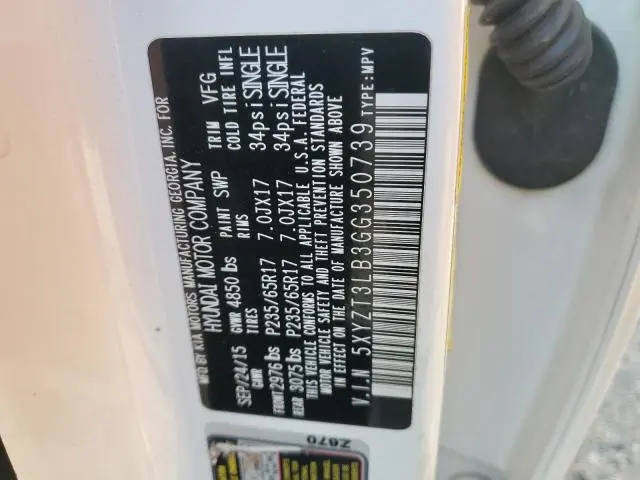 MFD BY KIA MOTORS MANUFACTURING GEORGIA, INC. FOR
HYUNDAI MOTOR COMPANY
SEP/24/15 PAINT SWP TRIM VFG
GVWR 4850 lbs
GAWR TIRES RIMS COLD TIRE INFL
FRONT 2976 lbs P235/65R17 7.0JX17 34psi SINGLE
REAR 3075 lbs P235/65R17 7.0JX17 34psi SINGLE
THIS VEHICLE CONFORMS TO ALL APPLICABLE U.S.A. FEDERAL
MOTOR VEHICLE SAFETY AND THEFT PREVENTION STANDARDS
IN EFFECT ON THE DATE OF MANUFACTURE SHOWN ABOVE
V.I.N 5XYZT3LB3GG350739 TYPE:MPV
Z670